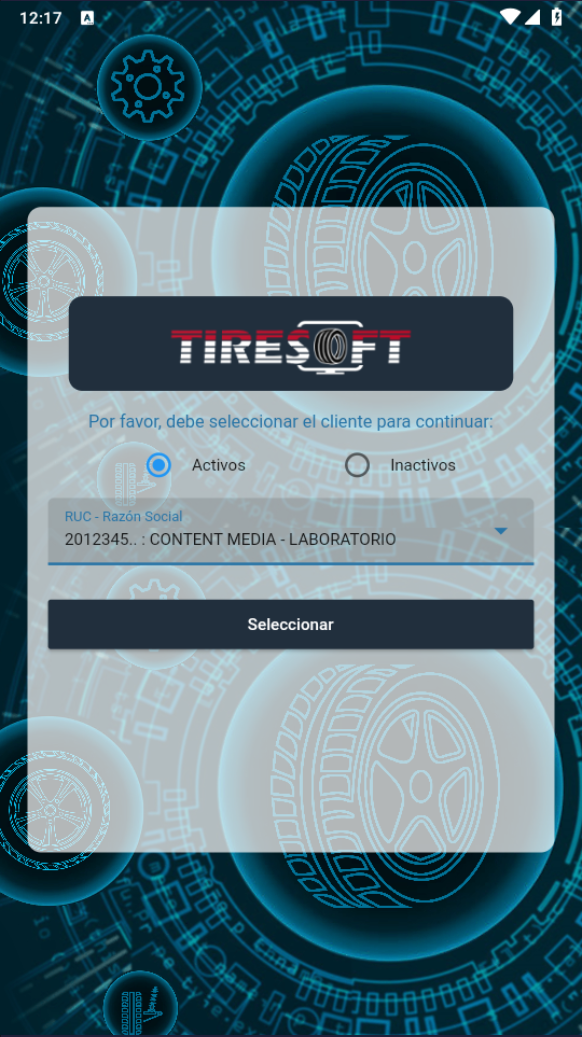 12:17
TIRESOFT
Por favor, debe seleccionar el cliente para continuar:
Activos
Inactivos
RUC - Razón Social
2012345.. : CONTENT MEDIA - LABORATORIO
Seleccionar